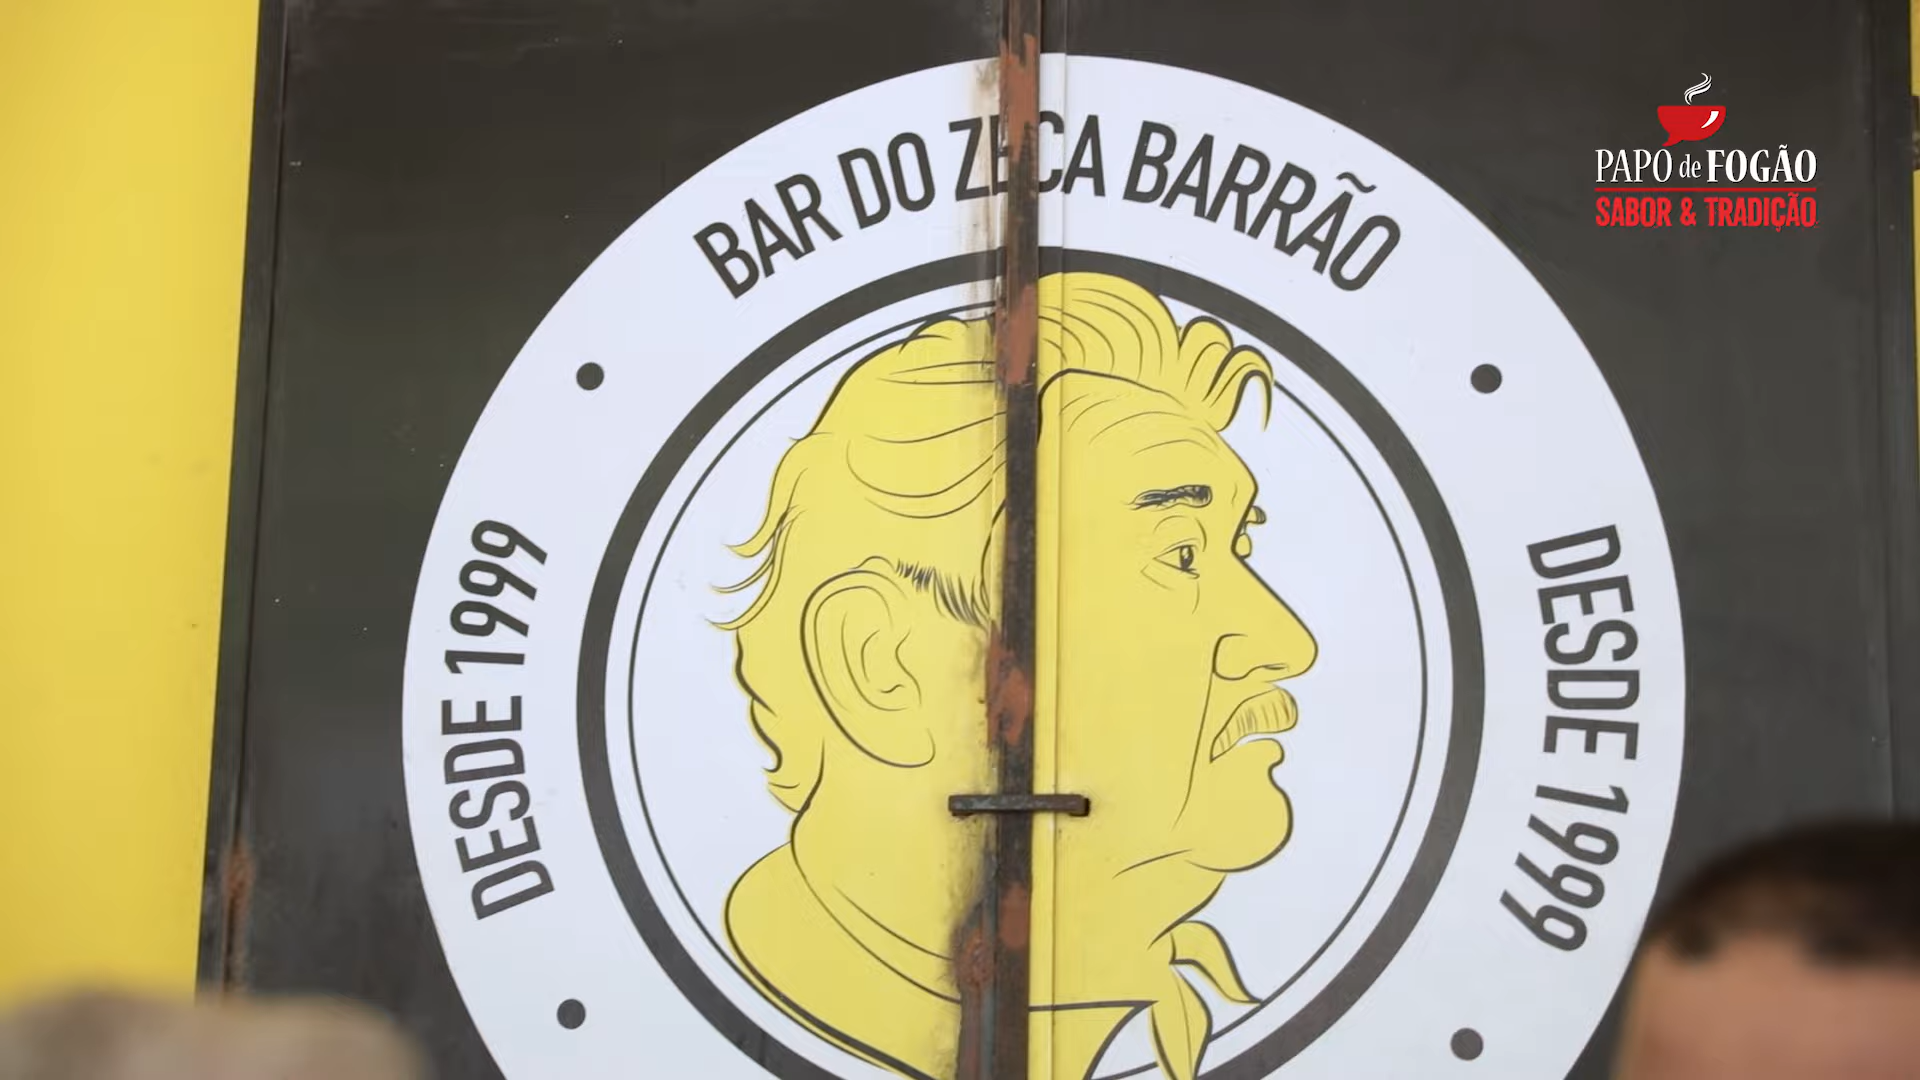 BAR DO ZECA BARRÃO
DESDE 1999
DESDE 1999
PAPO de FOGÃO
SABOR & TRADIÇÃO